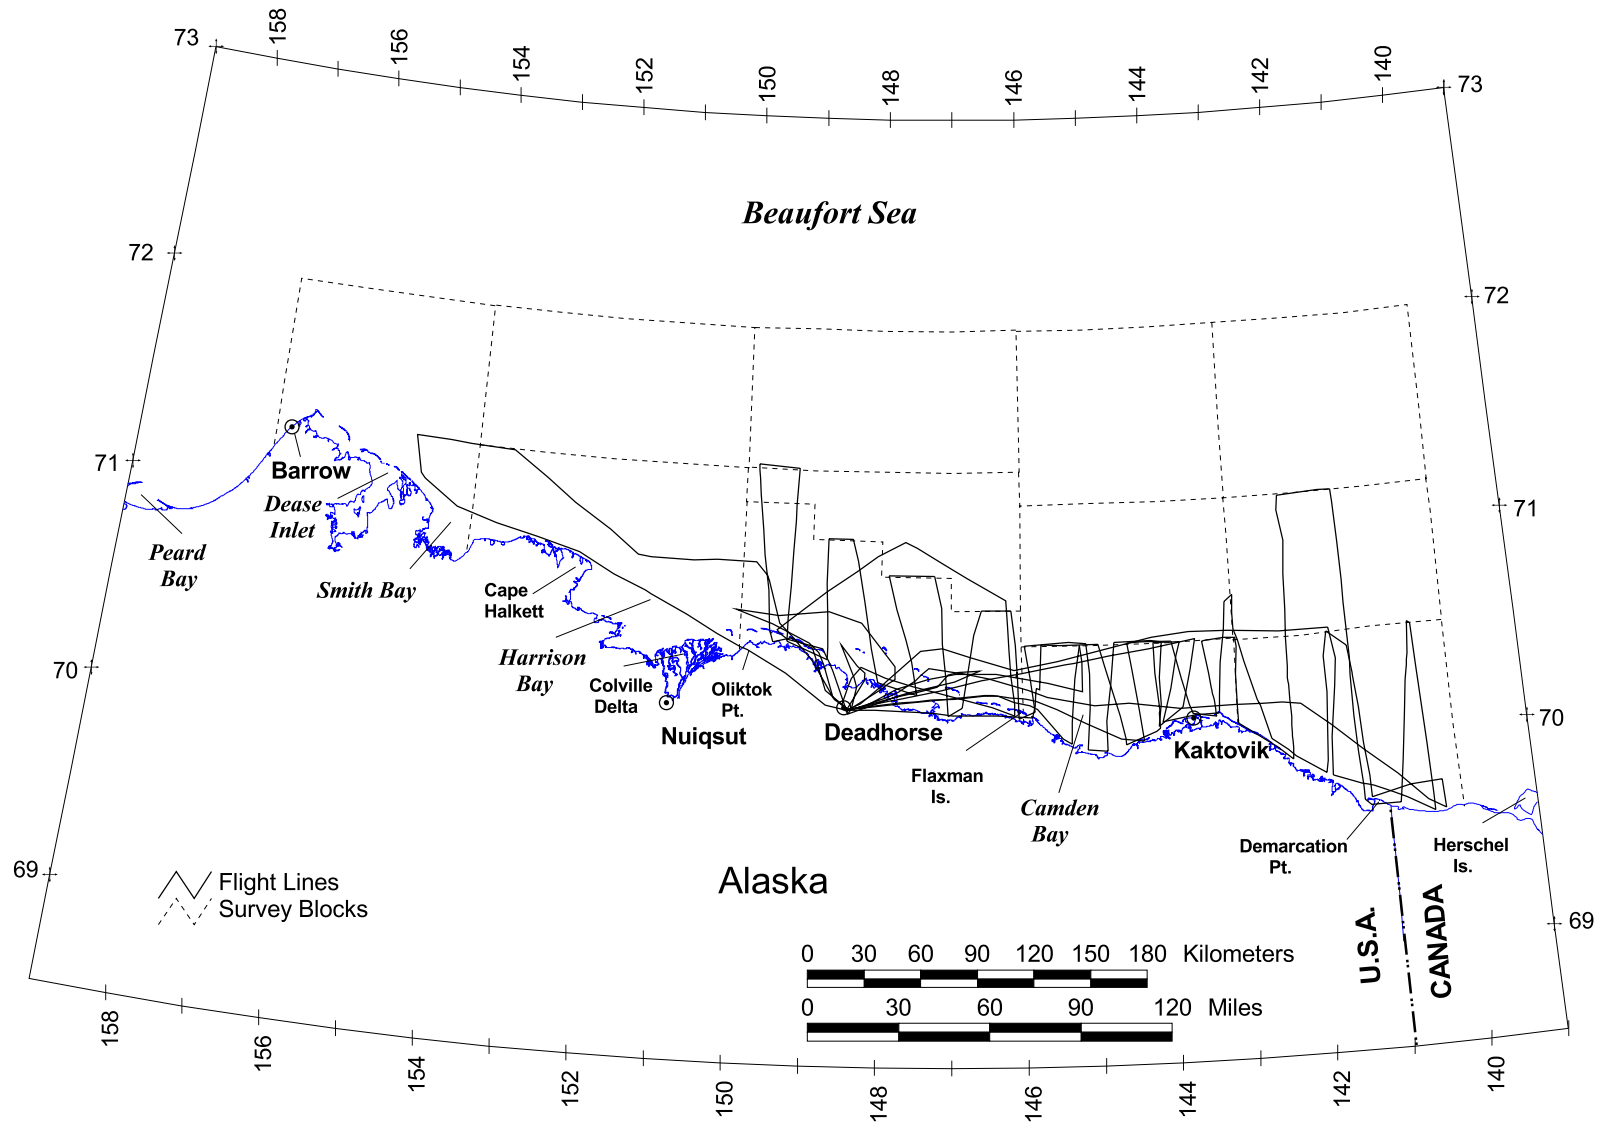 158
156
154
152
150
148
146
144
142
140
73
73
Beaufort Sea
72
72
71
71
Barrow
Dease
Inlet
Peard
Bay
Smith Bay
Cape
Halkett
Harrison
Bay
70
70
Colville
Delta
Oliktok
Pt.
Nuiqsut
Deadhorse
Kaktovik
Flaxman
Is.
Camden
Bay
Demarcation
Pt.
Herschel
Is.
69
69
Flight Lines
Survey Blocks
Alaska
U.S.A.
CANADA
0 30 60 90 120 150 180 Kilometers
0 30 60 90 120 Miles
158
156
154
152
150
148
146
144
142
140